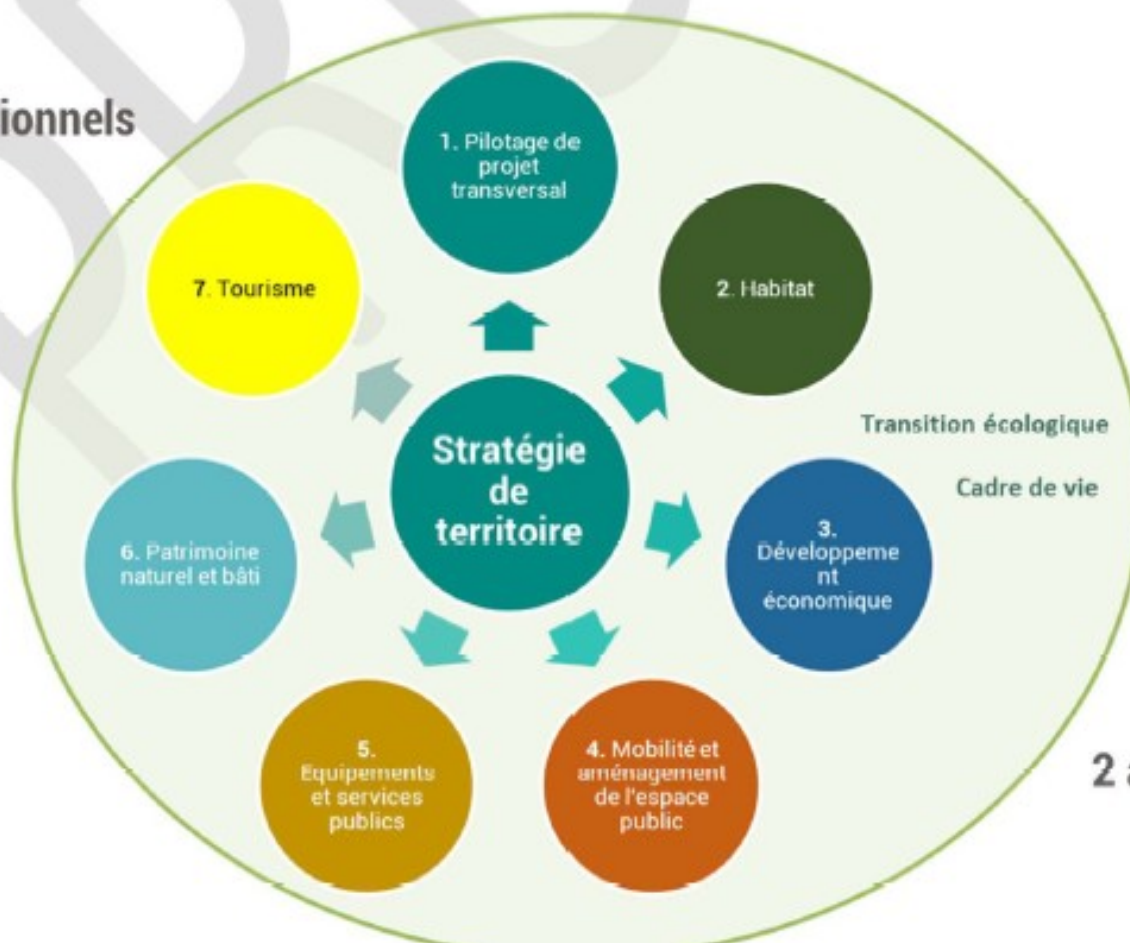 ionnels
1. Pilotage de
projet
transversal
7. Tourisme
2. Habitat
Transition écologique
Cadre de vie
Stratégie
de
territoire
6. Patrimoine
naturel et bâti
3.
Développeme
nt
économique
5.
Equipements
et services
publics
4. Mobilité et
aménagement
de l'espace
public
2